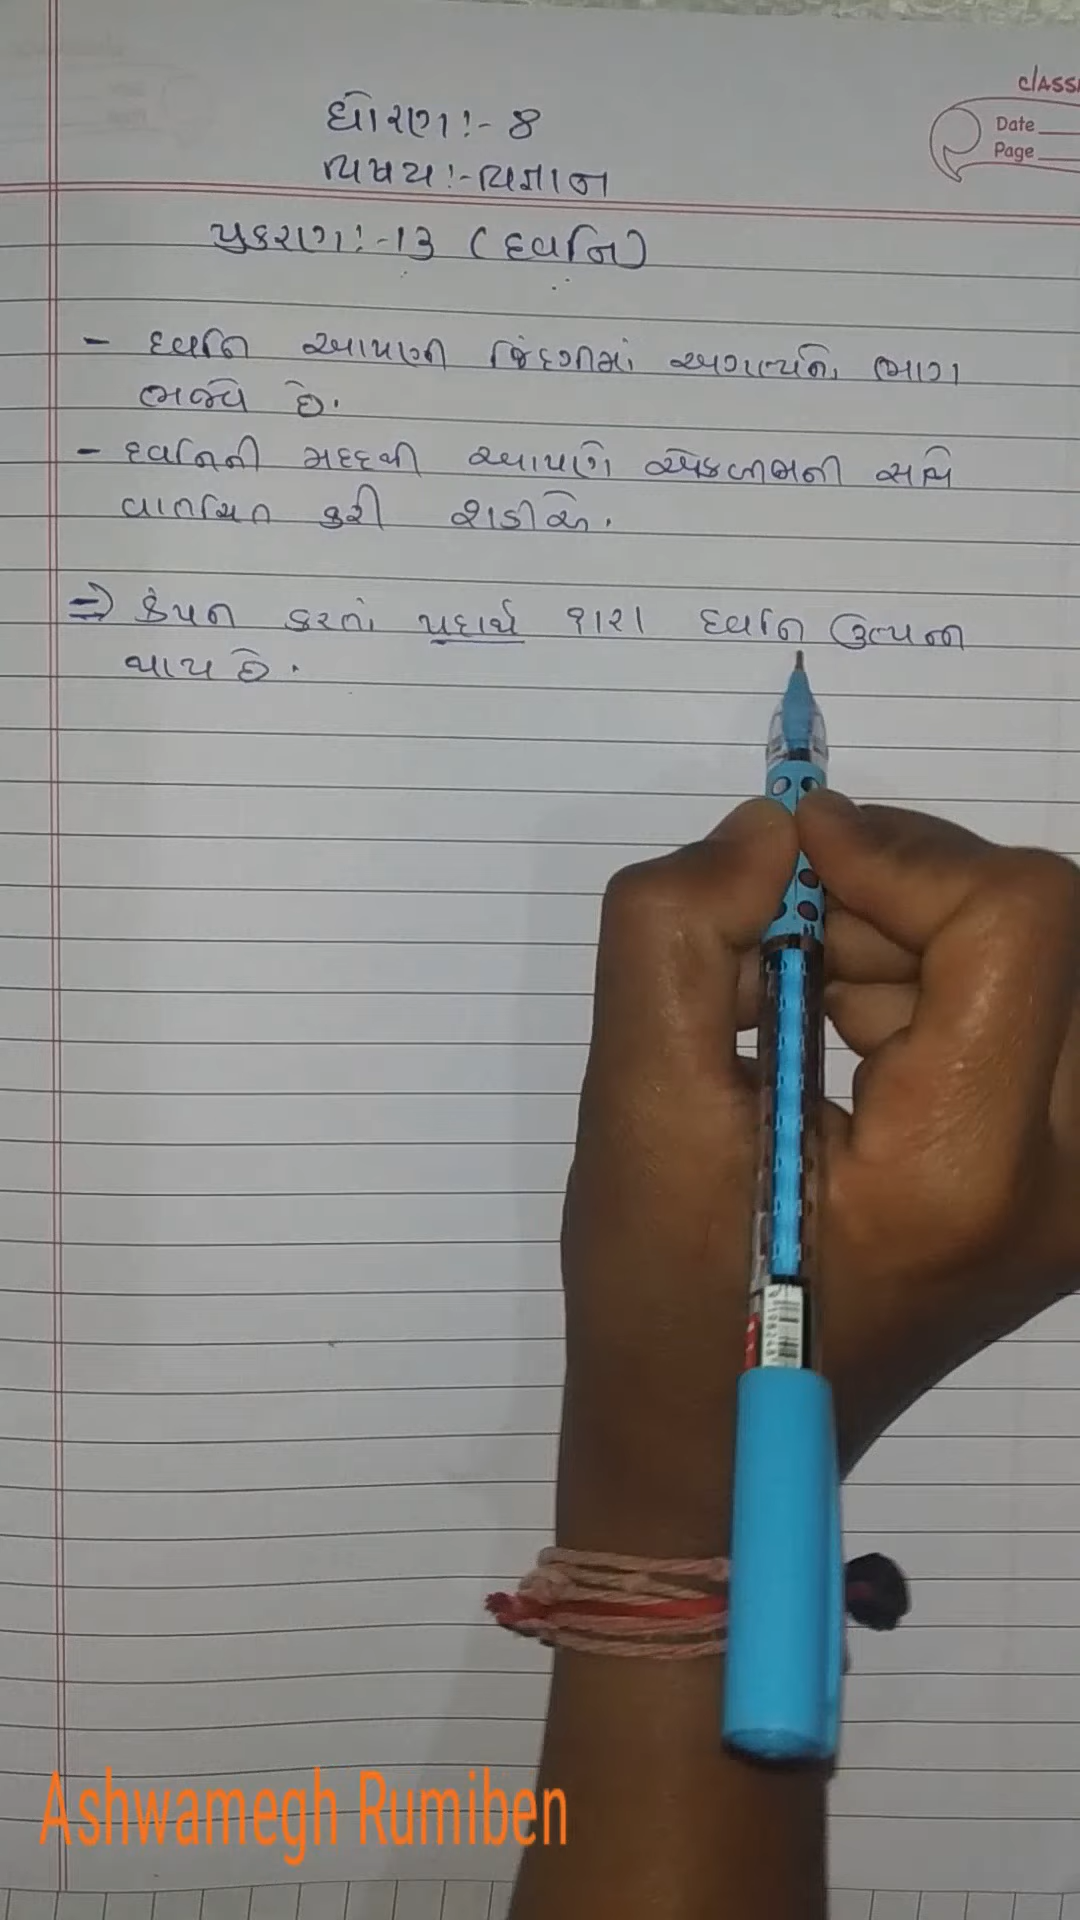 ClASS
Date
Page
ધોરણ :- 8
વિષય :- વિજ્ઞાન
પ્રકરણ :- 13 (ધ્વનિ)
- ધ્વનિ આપણી જિંદગીમાં અગત્યનો ભાગ
ભજવે છે.
- ધ્વનિની મદદથી આપણે એકબીજાની સાથે
વાતચિત કરી શકીએ.
⇒ કંપન કરતાં પદાર્થ દ્વારા ધ્વનિ ઉત્પન્ન
થાય છે.
Ashwamegh Rumiben